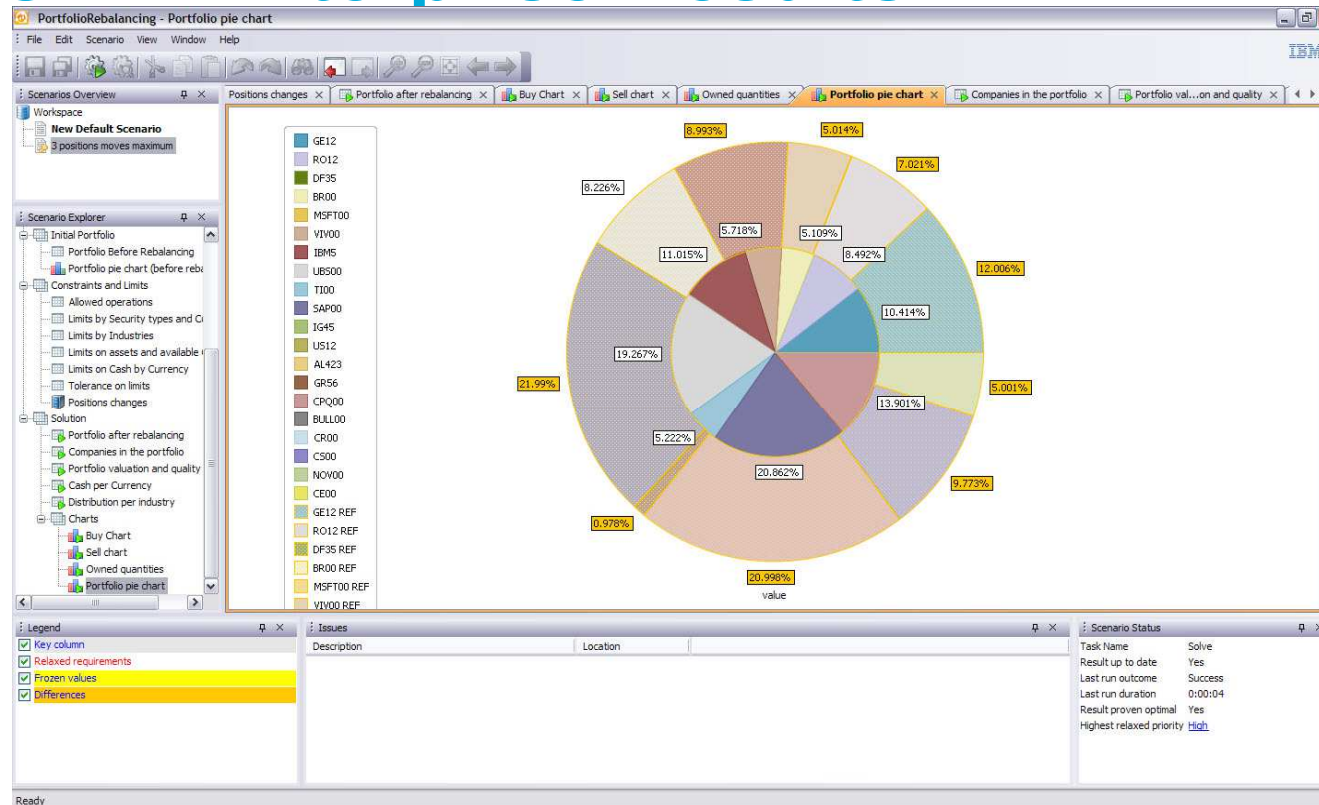 PortfolioRebalancing - Portfolio pie chart
File Edit Scenario View Window Help
IBM
Scenarios Overview
Workspace
New Default Scenario
3 positions moves maximum
Scenario Explorer
Initial Portfolio
Portfolio Before Rebalancing
Portfolio pie chart (before reba
Constraints and Limits
Allowed operations
Limits by Security types and Co
Limits by Industries
Limits on assets and available
Limits on Cash by Currency
Tolerance on limits
Positions changes
Solution
Portfolio after rebalancing
Companies in the portfolio
Portfolio valuation and quality
Cash per Currency
Distribution per industry
Charts
Buy Chart
Sell chart
Owned quantities
Portfolio pie chart
Positions changes Portfolio after rebalancing Buy Chart Sell chart Owned quantities Portfolio pie chart Companies in the portfolio Portfolio val...on and quality
GE12
RO12
DF35
BR00
MSFT00
VIV00
IBM5
UBS00
TI00
SAP00
IG45
US12
AL423
GR56
CPQ00
BULL00
CR00
CS00
NOV00
CE00
GE12 REF
RO12 REF
DF35 REF
BR00 REF
MSFT00 REF
VIV00 REF
8.993%
5.014%
7.021%
8.226%
5.718%
5.109%
11.015%
8.492%
12.006%
10.414%
19.267%
21.99%
5.001%
13.901%
5.222%
20.862%
9.773%
0.978%
20.998%
value
Legend
Key column
Relaxed requirements
Frozen values
Differences
Issues
Description Location
Scenario Status
Task Name Solve
Result up to date Yes
Last run outcome Success
Last run duration 0:00:04
Result proven optimal Yes
Highest relaxed priority High
Ready